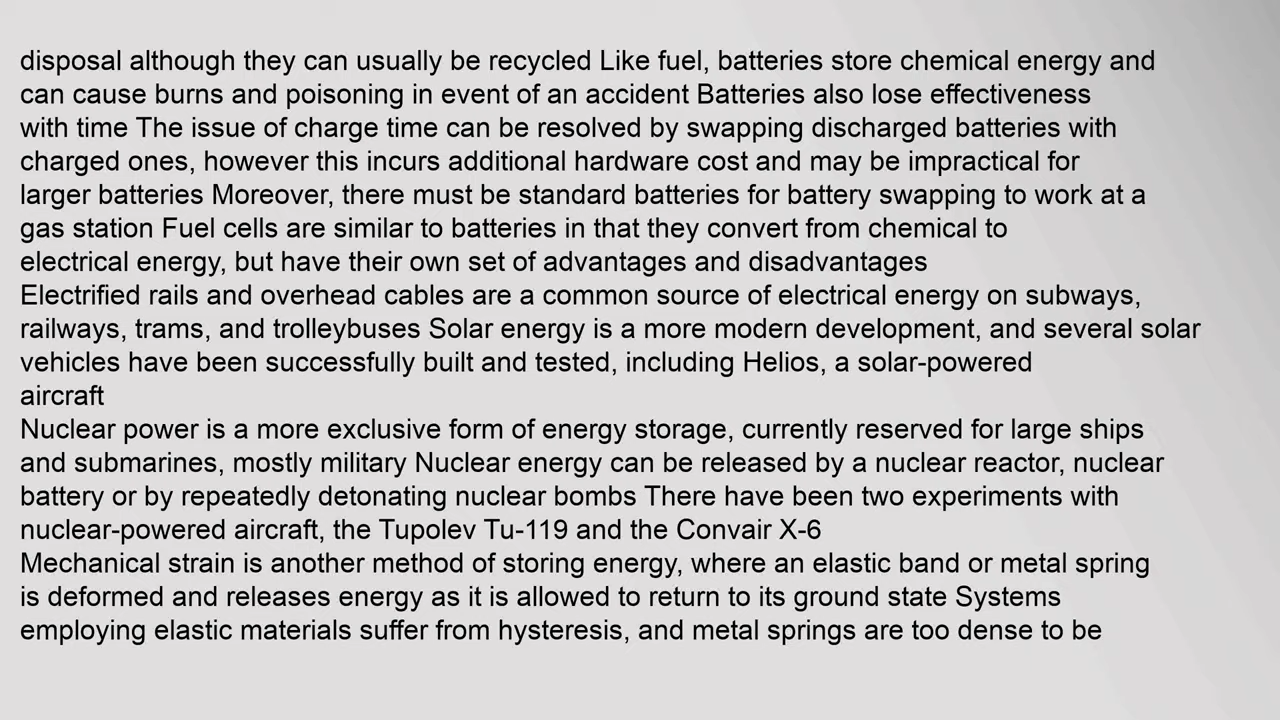 disposal although they can usually be recycled Like fuel, batteries store chemical energy and
can cause burns and poisoning in event of an accident Batteries also lose effectiveness
with time The issue of charge time can be resolved by swapping discharged batteries with
charged ones, however this incurs additional hardware cost and may be impractical for
larger batteries Moreover, there must be standard batteries for battery swapping to work at a
gas station Fuel cells are similar to batteries in that they convert from chemical to
electrical energy, but have their own set of advantages and disadvantages
Electrified rails and overhead cables are a common source of electrical energy on subways,
railways, trams, and trolleybuses Solar energy is a more modern development, and several solar
vehicles have been successfully built and tested, including Helios, a solar-powered
aircraft
Nuclear power is a more exclusive form of energy storage, currently reserved for large ships
and submarines, mostly military Nuclear energy can be released by a nuclear reactor, nuclear
battery or by repeatedly detonating nuclear bombs There have been two experiments with
nuclear-powered aircraft, the Tupolev Tu-119 and the Convair X-6
Mechanical strain is another method of storing energy, where an elastic band or metal spring
is deformed and releases energy as it is allowed to return to its ground state Systems
employing elastic materials suffer from hysteresis, and metal springs are too dense to be